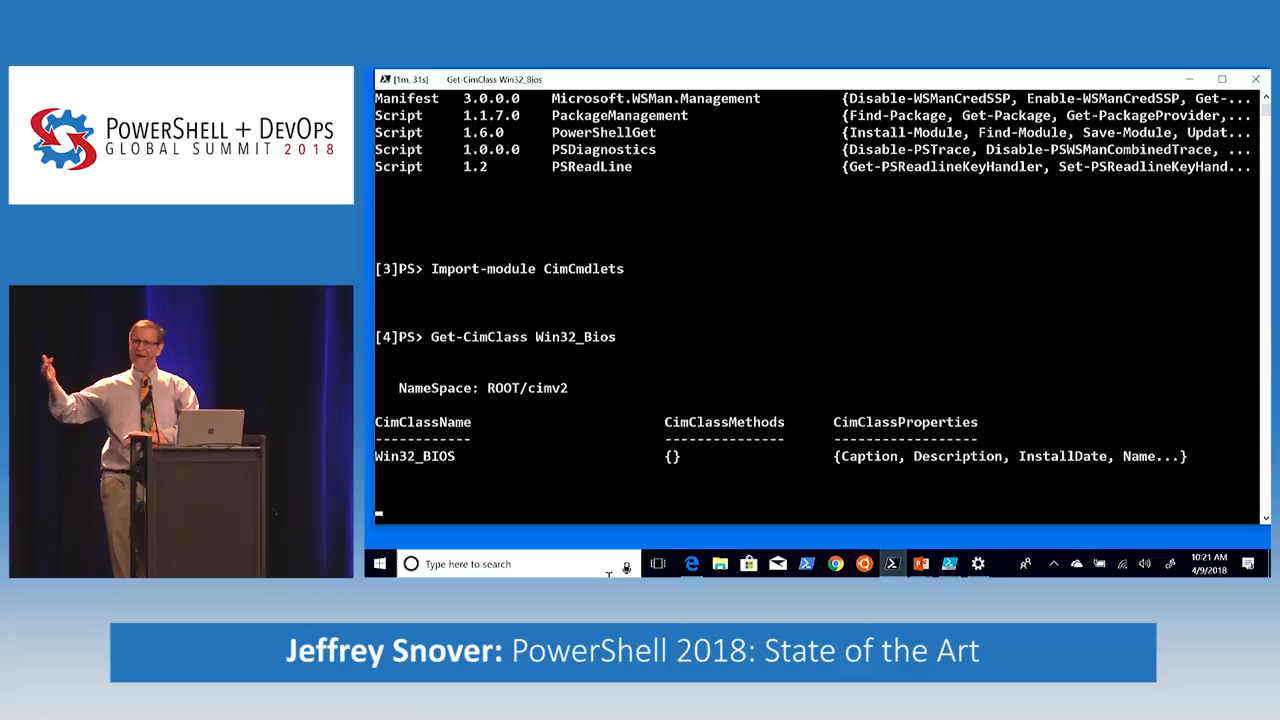 POWERSHELL + DEVOPS
GLOBAL SUMMIT 2018
[1m, 31s] Get-CimClass Win32_Bios
Manifest 3.0.0.0 Microsoft.WSMan.Management {Disable-WSManCredSSP, Enable-WSManCredSSP, Get-...
Script 1.1.7.0 PackageManagement {Find-Package, Get-Package, Get-PackageProvider,...
Script 1.6.0 PowerShellGet {Install-Module, Find-Module, Save-Module, Updat...
Script 1.0.0.0 PSDiagnostics {Disable-PSTrace, Disable-PSWSManCombinedTrace, ...
Script 1.2 PSReadLine {Get-PSReadlineKeyHandler, Set-PSReadlineKeyHand...
[3]PS> Import-module CimCmdlets
[4]PS> Get-CimClass Win32_Bios
NameSpace: ROOT/cimv2
CimClassName CimClassMethods CimClassProperties
------------ --------------- ------------------
Win32_BIOS {} {Caption, Description, InstallDate, Name...}
Type here to search
10:21 AM
4/9/2018
Jeffrey Snover: PowerShell 2018: State of the Art